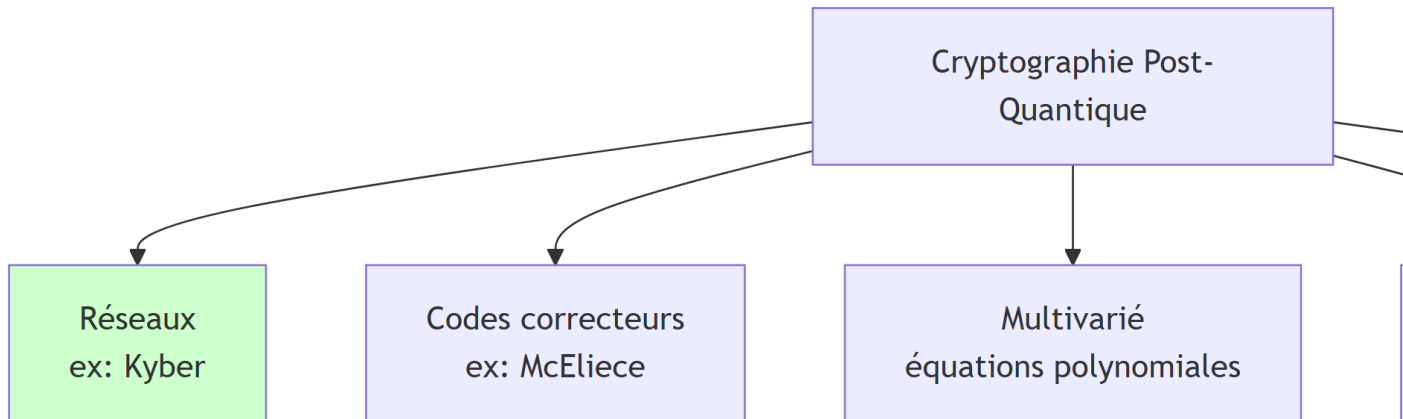 Cryptographie Post-
Quantique
Réseaux
ex: Kyber
Codes correcteurs
ex: McEliece
Multivarié
équations polynomiales